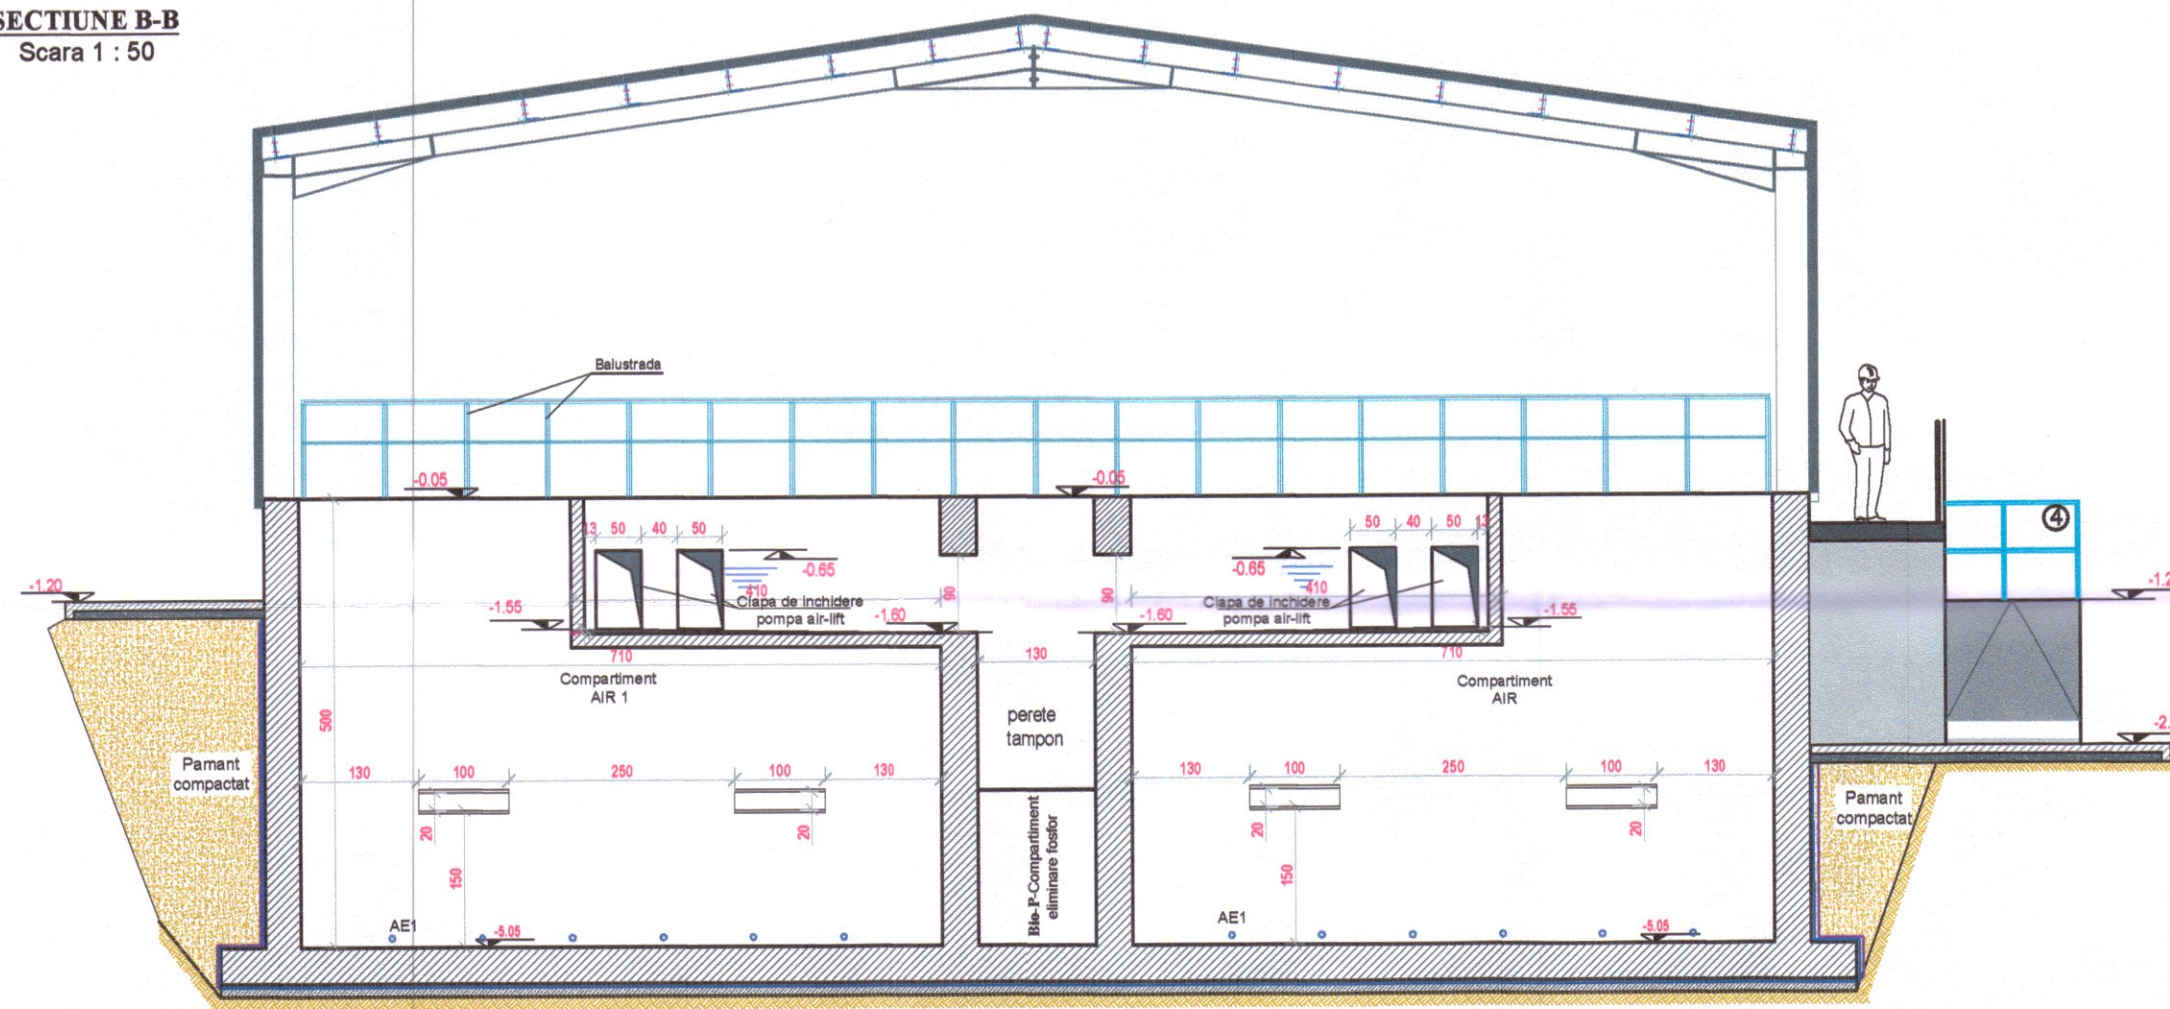 SECTIUNE B-B
Scara 1 : 50
Balustrada
-0.05
-0.05
13 50 40 50
50 40 50 13
-0.65
-0.65
410
410
90
90
Clapa de inchidere
pompa air-lift
Clapa de inchidere
pompa air-lift
-1.20
-1.55
-1.60
-1.60
-1.55
4
-1.2
-2.
710
130
710
Compartiment
AIR 1
Compartiment
AIR
500
perete
tampon
Pamant
compactat
130 100 250 100 130
130 100 250 100 130
Pamant
compactat
20
20
20
20
150
150
Bio-P-Compartiment
eliminare fosfor
AE1
-5.05
AE1
-5.05